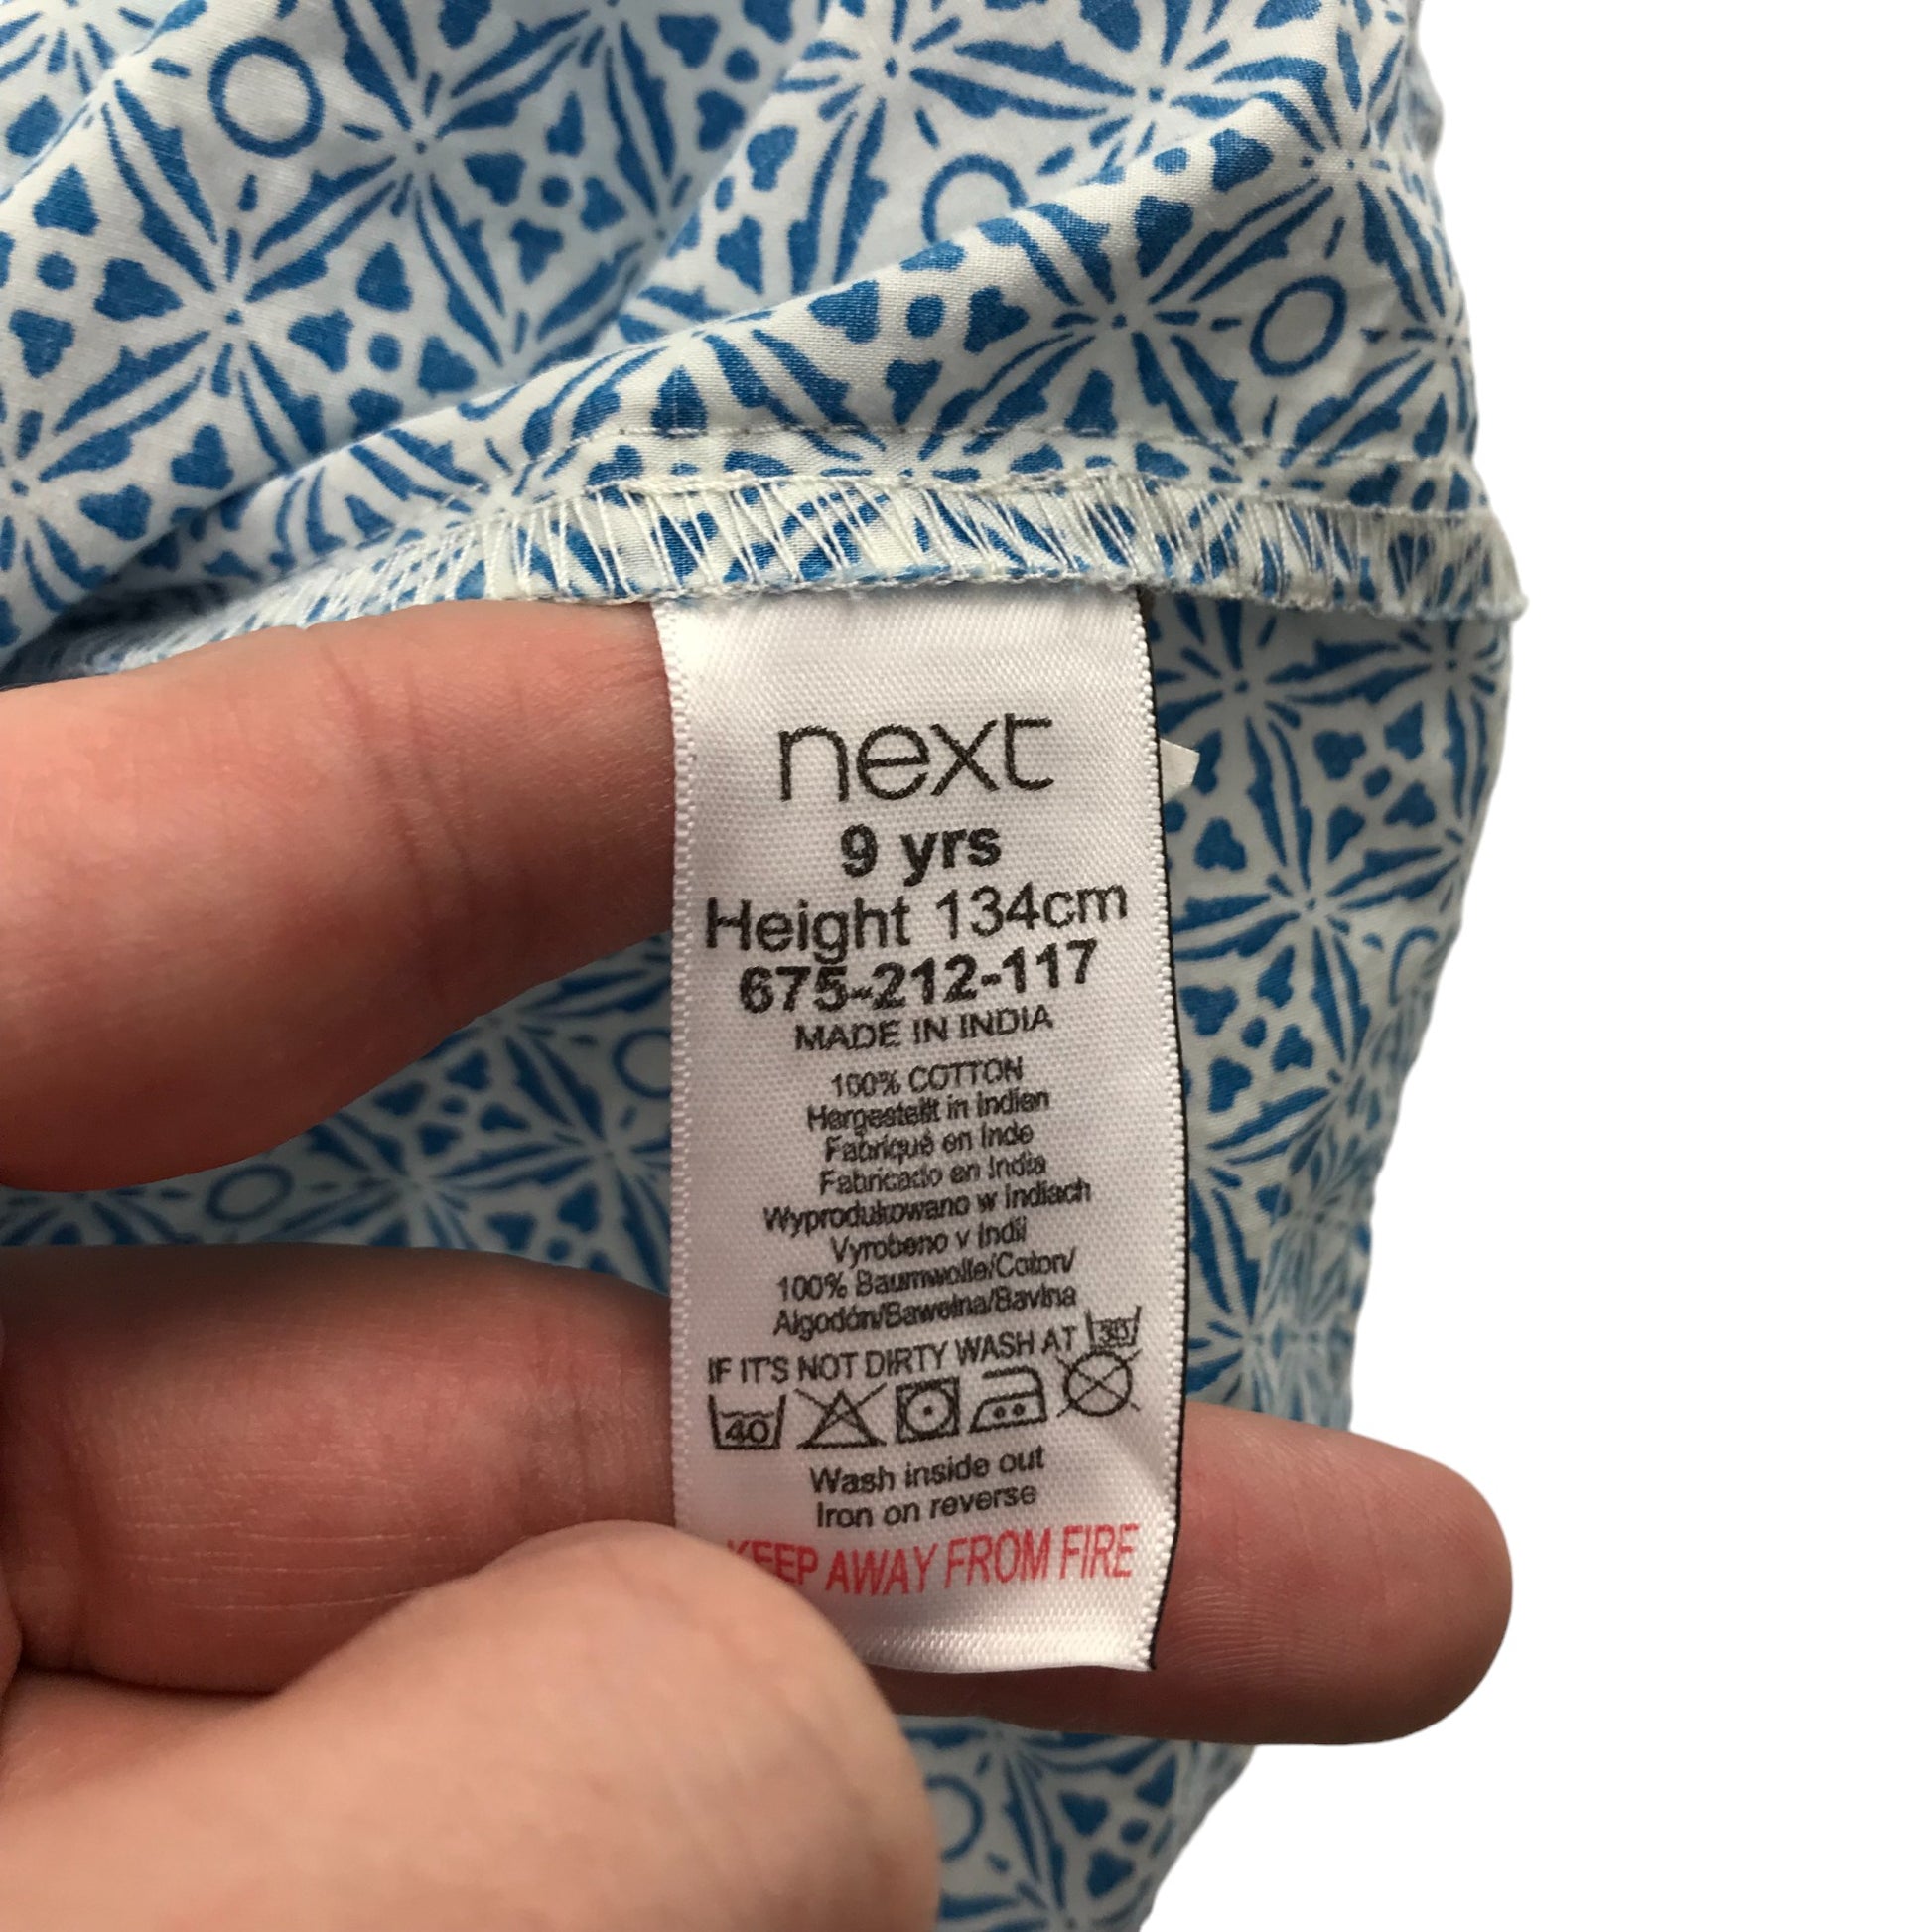 next
9 yrs
Height 134cm
675-212-117
MADE IN INDIA
100% COTTON
Hergestellt in Indien
Fabriqué en Inde
Fabricado en India
Wyprodukowano w Indiach
Vyrobeno v Indii
100% Baumwolle/Coton/
Algodón/Bawełna/Bavlna
IF IT'S NOT DIRTY WASH AT 30
40
Wash inside out
Iron on reverse
KEEP AWAY FROM FIRE